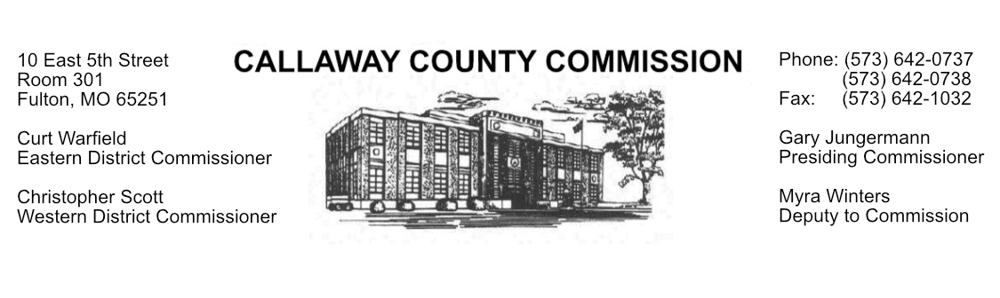 CALLAWAY COUNTY COMMISSION
10 East 5th Street
Room 301
Fulton, MO 65251
Curt Warfield
Eastern District Commissioner
Christopher Scott
Western District Commissioner
Phone: (573) 642-0737
(573) 642-0738
Fax: (573) 642-1032
Gary Jungermann
Presiding Commissioner
Myra Winters
Deputy to Commission